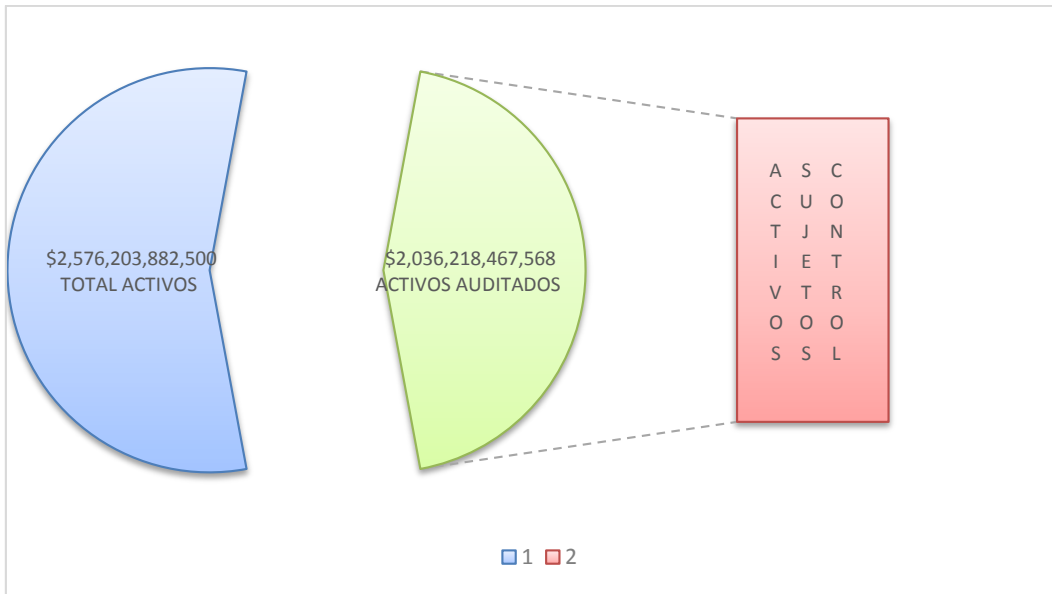 $2,576,203,882,500
TOTAL ACTIVOS
$2,036,218,467,568
ACTIVOS AUDITADOS
ACTIVOS
SUJETOS
CONTROL
1 2